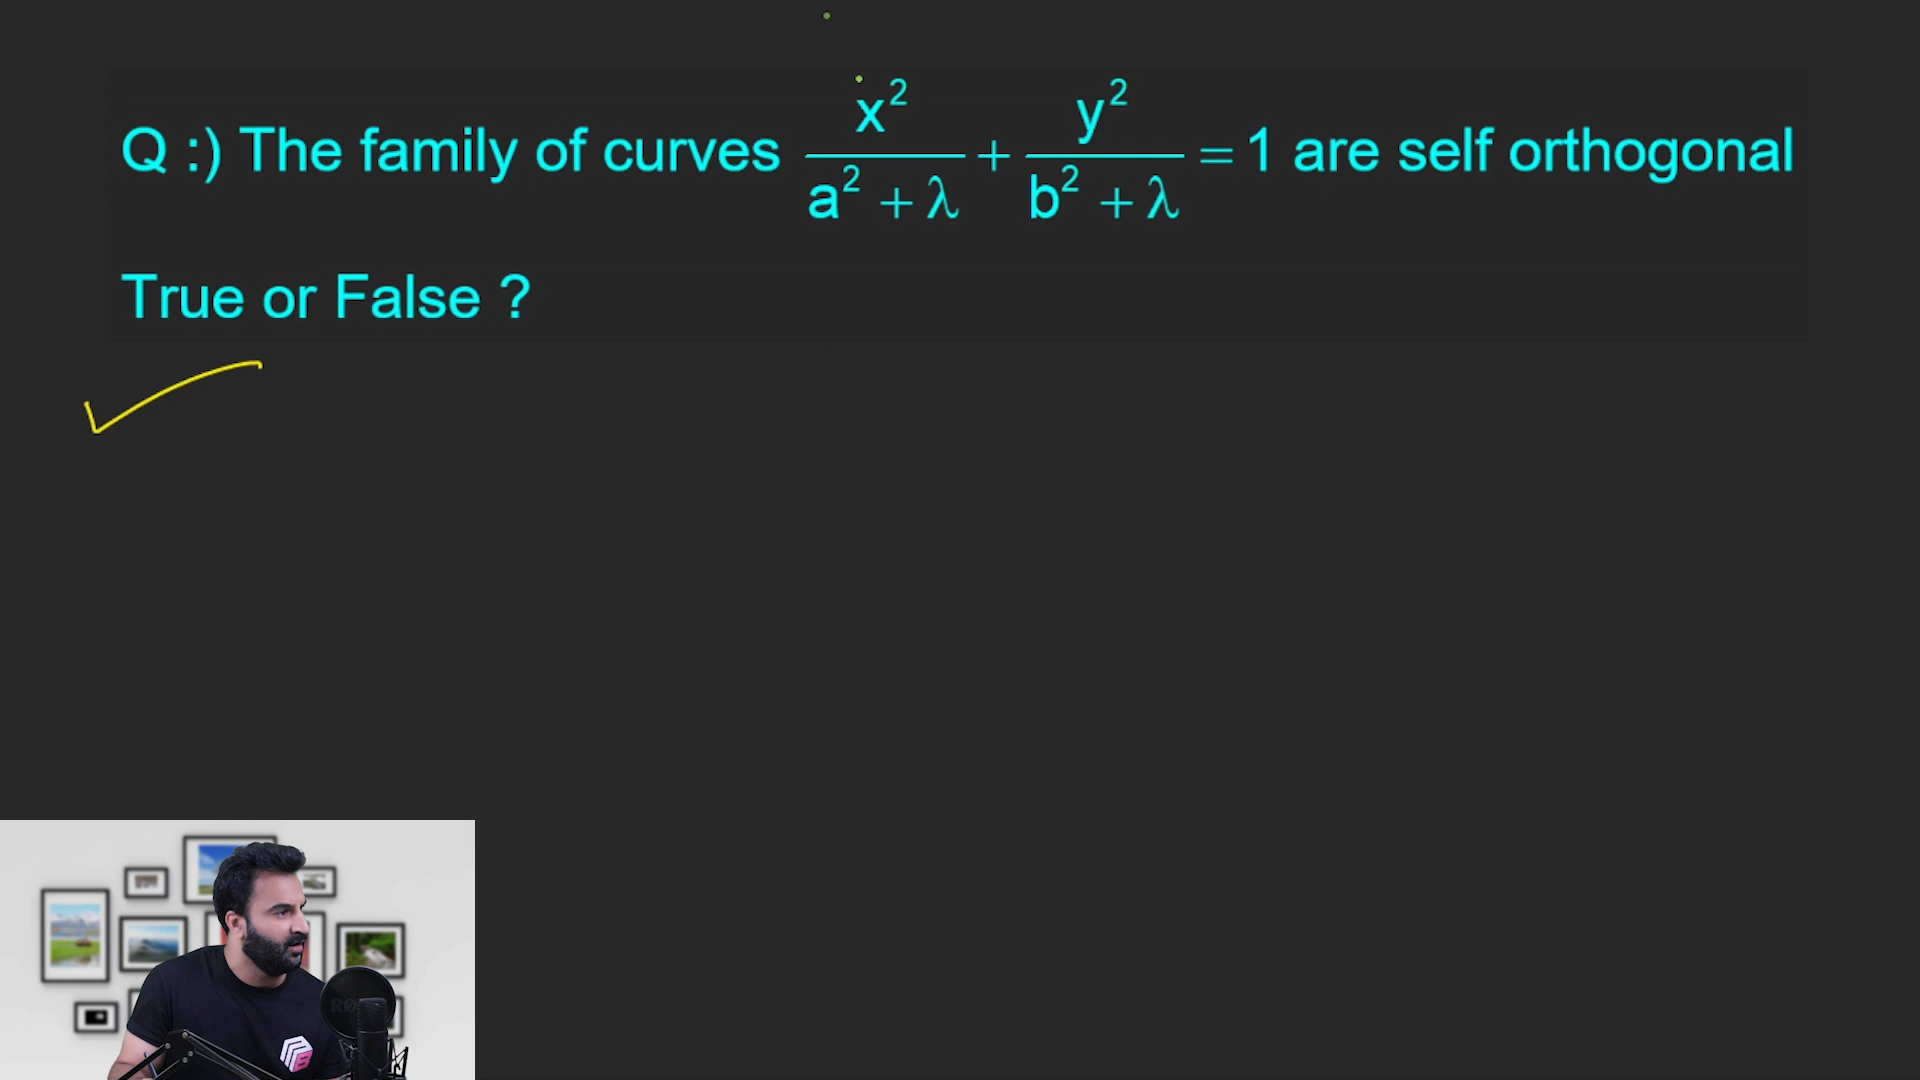 Q :) The family of curves x²/(a² + λ) + y²/(b² + λ) = 1 are self orthogonal
True or False ?